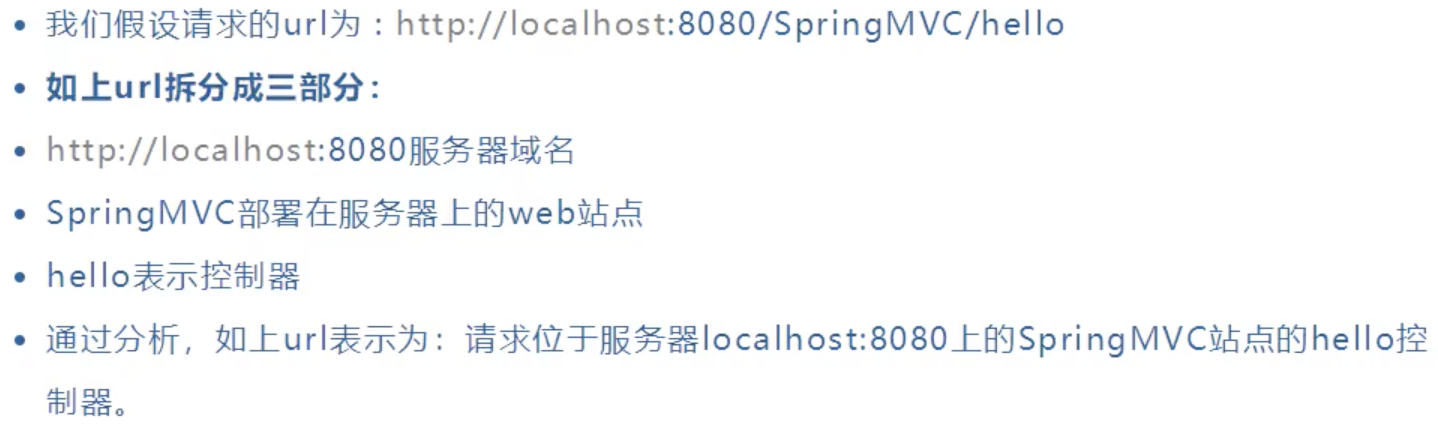 • 我们假设请求的url为：http://localhost:8080/SpringMVC/hello
• 如上url拆分成三部分：
• http://localhost:8080服务器域名
• SpringMVC部署在服务器上的web站点
• hello表示控制器
• 通过分析，如上url表示为：请求位于服务器localhost:8080上的SpringMVC站点的hello控
制器。